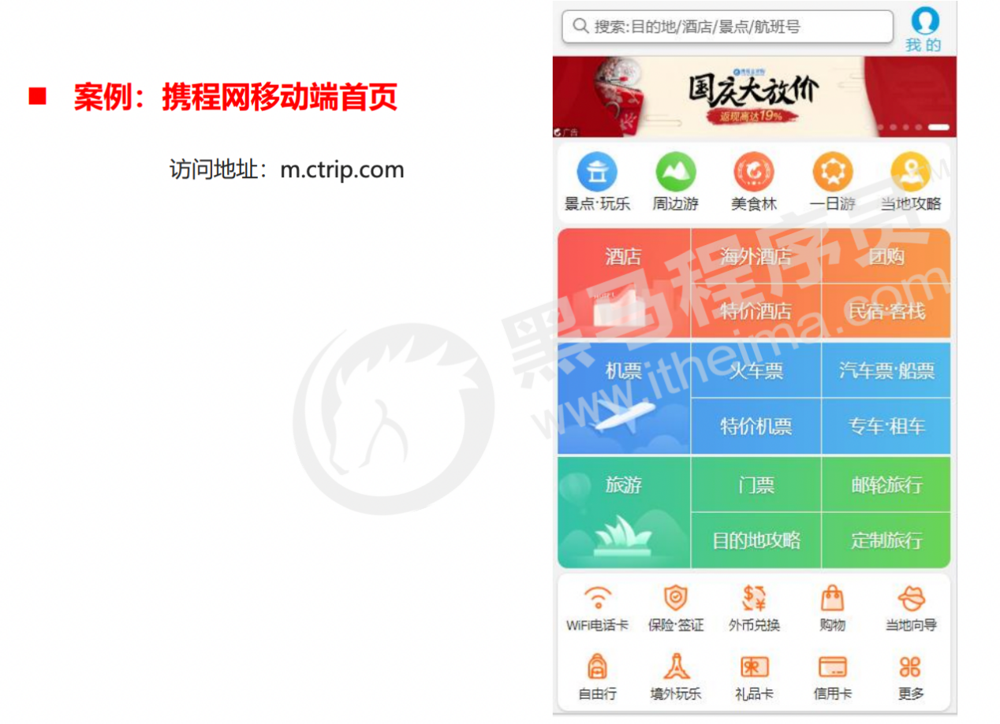 案例：携程网移动端首页
访问地址：m.ctrip.com
搜索:目的地/酒店/景点/航班号
我的
国庆大放价
返现高达19%
广告
景点·玩乐 周边游 美食林 一日游 当地攻略
酒店 海外酒店 团购
特价酒店 民宿·客栈
机票 火车票 汽车票·船票
特价机票 专车·租车
旅游 门票 邮轮旅行
目的地攻略 定制旅行
WiFi电话卡 保险·签证 外币兑换 购物 当地向导
自由行 境外玩乐 礼品卡 信用卡 更多
黑马程序员™
www.itheima.com